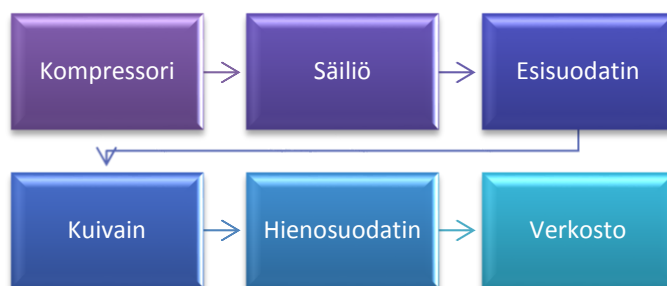 Kompressori
Säiliö
Esisuodatin
Kuivain
Hienosuodatin
Verkosto